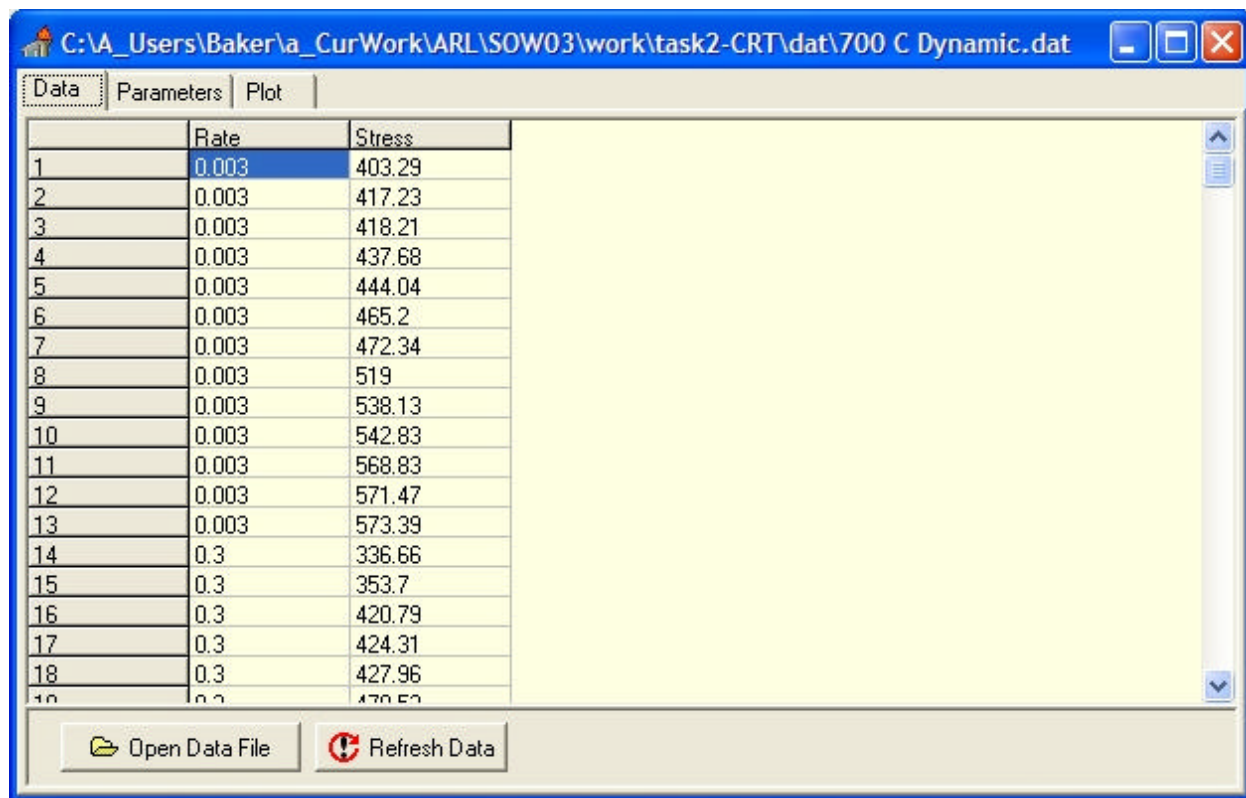 C:\A_Users\Baker\a_CurWork\ARL\SOW03\work\task2-CRT\dat\700 C Dynamic.dat
Data Parameters Plot
Rate Stress
1 0.003 403.29
2 0.003 417.23
3 0.003 418.21
4 0.003 437.68
5 0.003 444.04
6 0.003 465.2
7 0.003 472.34
8 0.003 519
9 0.003 538.13
10 0.003 542.83
11 0.003 568.83
12 0.003 571.47
13 0.003 573.39
14 0.3 336.66
15 0.3 353.7
16 0.3 420.79
17 0.3 424.31
18 0.3 427.96
Open Data File Refresh Data